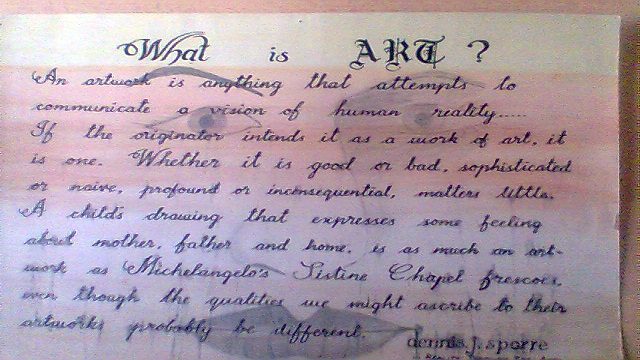 What is ART ?
An artwork is anything that attempts to
communicate a vision of human reality.....
If the originator intends it as a work of art, it
is one. Whether it is good or bad, sophisticated
or naive, profound or inconsequential, matters little.
A childs drawing that expresses some feeling
about mother, father and home, is as much an art-
work as Michelangelo's Sistine Chapel frescoes,
even though the qualities we might ascribe to their
artworks probably be different.
dennis J. sporre